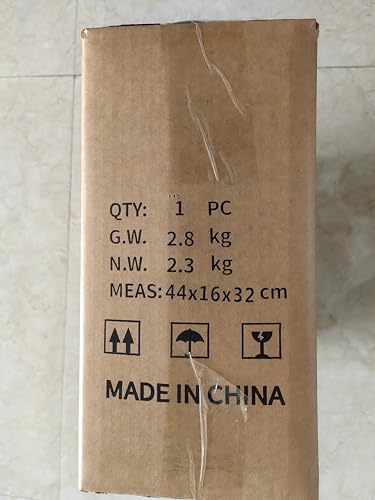 QTY: 1 PC
G.W. 2.8 kg
N.W. 2.3 kg
MEAS: 44x16x32 cm
MADE IN CHINA